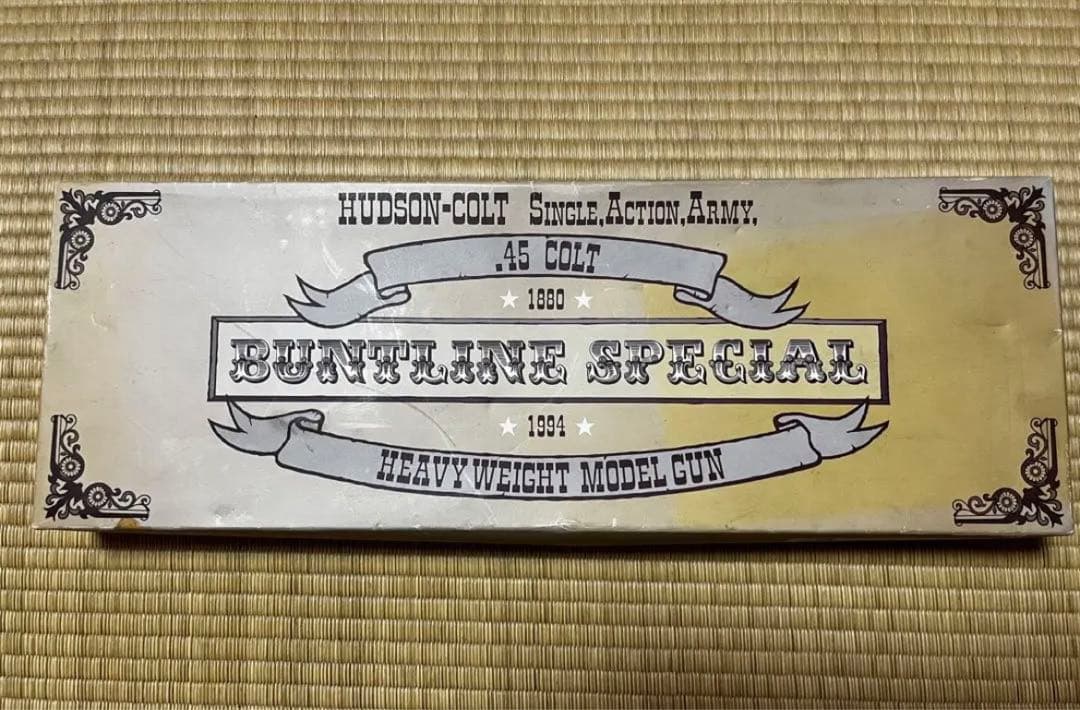 HUDSON-COLT SINGLE,ACTION,ARMY.
.45 COLT
★ 1880 ★
BUNTLINE SPECIAL
★ 1994 ★
HEAVY WEIGHT MODEL GUN